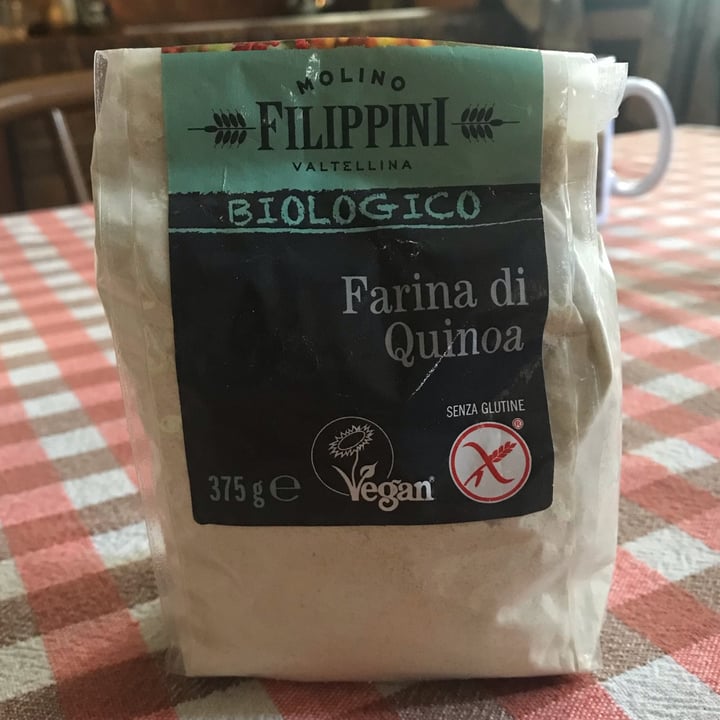 MOLINO
FILIPPINI
VALTELLINA
BIOLOGICO
Farina di
Quinoa
SENZA GLUTINE
375 g e
Vegan